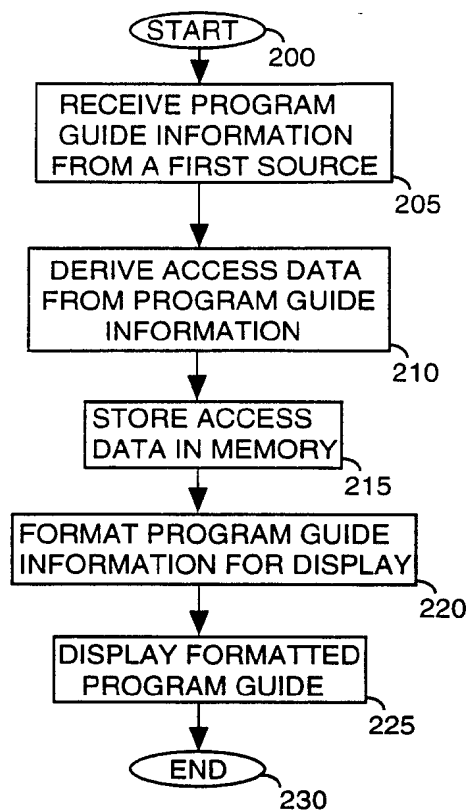 START
200
RECEIVE PROGRAM
GUIDE INFORMATION
FROM A FIRST SOURCE
205
DERIVE ACCESS DATA
FROM PROGRAM GUIDE
INFORMATION
210
STORE ACCESS
DATA IN MEMORY
215
FORMAT PROGRAM GUIDE
INFORMATION FOR DISPLAY
220
DISPLAY FORMATTED
PROGRAM GUIDE
225
END
230